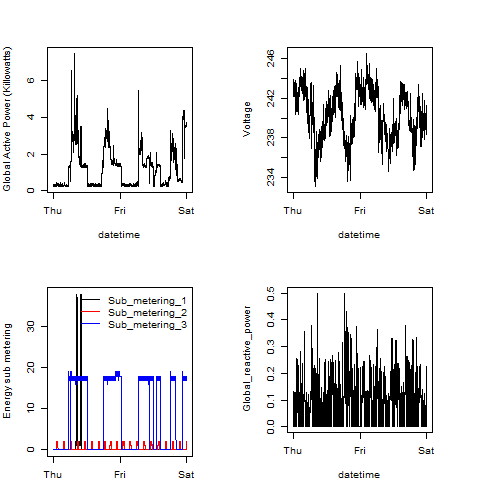 Global Active Power (Killowatts)
0 2 4 6
Thu Fri Sat
datetime
Voltage
234 238 242 246
Thu Fri Sat
datetime
Energy sub metering
0 10 20 30
Sub_metering_1
Sub_metering_2
Sub_metering_3
Thu Fri Sat
Global_reactive_power
0.0 0.1 0.2 0.3 0.4 0.5
Thu Fri Sat
datetime